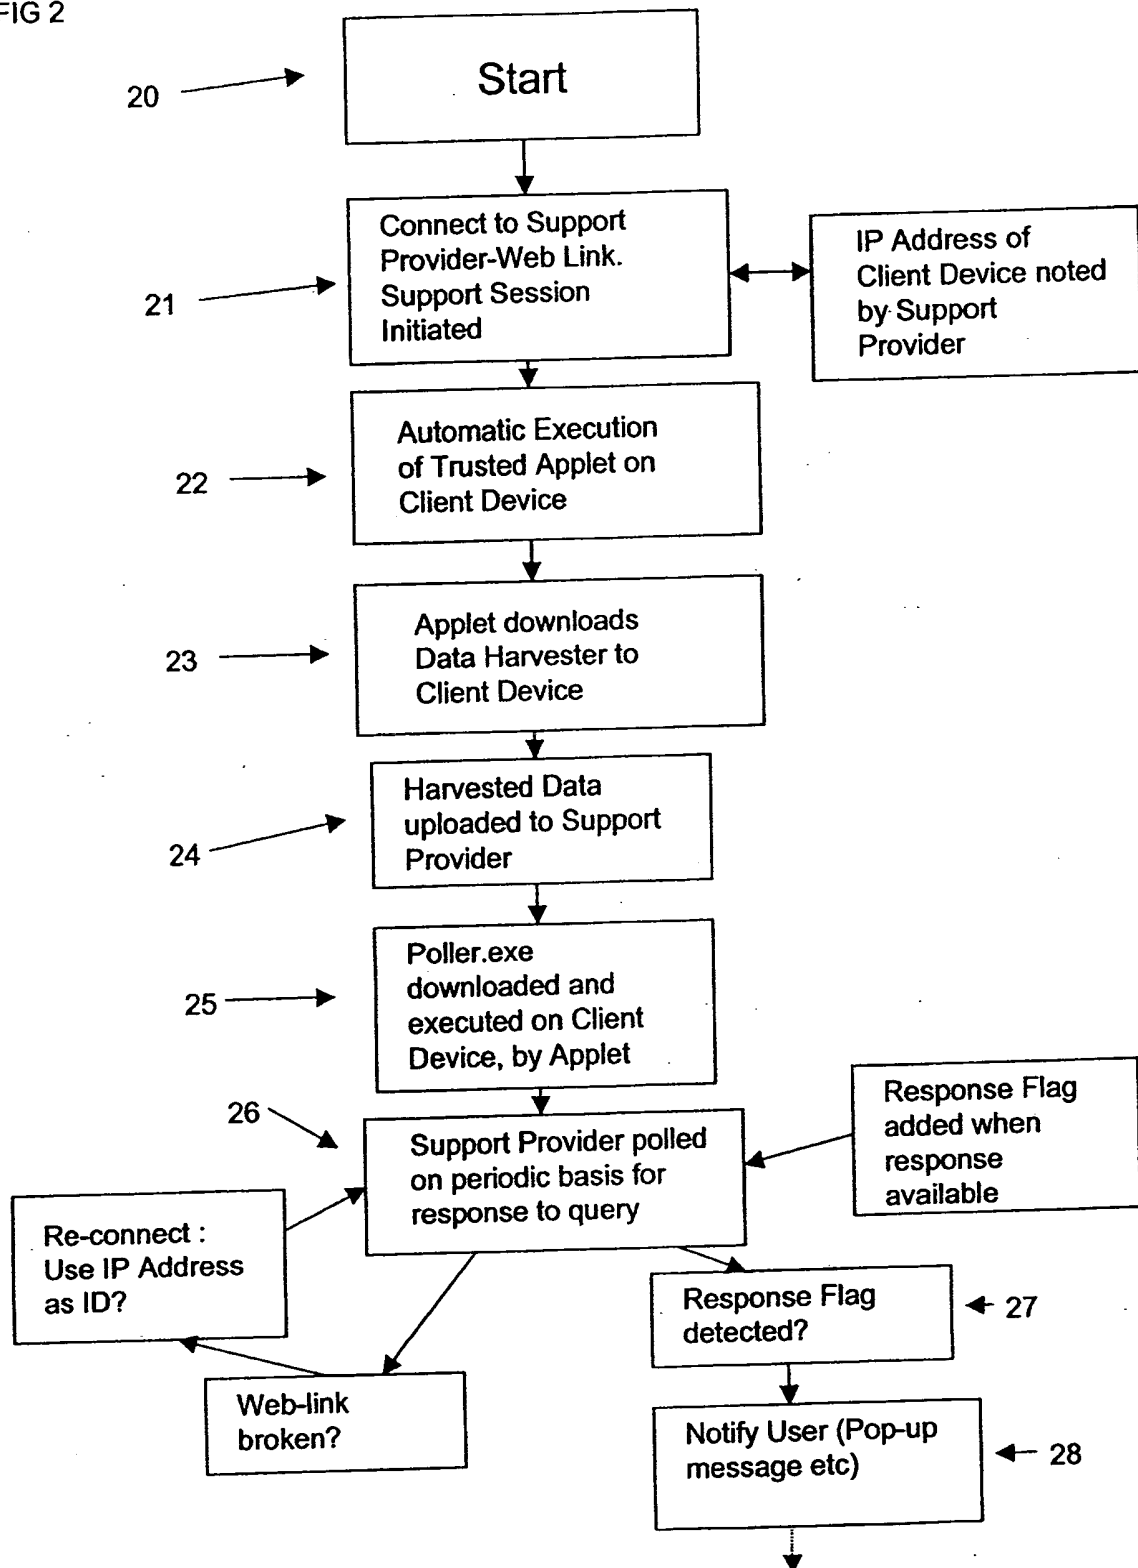 FIG 2
Start
20
Connect to Support
Provider-Web Link.
Support Session
Initiated
21
IP Address of
Client Device noted
by Support
Provider
Automatic Execution
of Trusted Applet on
Client Device
22
Applet downloads
Data Harvester to
Client Device
23
Harvested Data
uploaded to Support
Provider
24
Poller.exe
downloaded and
executed on Client
Device, by Applet
25
Response Flag
added when
response
available
26
Support Provider polled
on periodic basis for
response to query
Re-connect :
Use IP Address
as ID?
Response Flag
detected?
27
Web-link
broken?
Notify User (Pop-up
message etc)
28